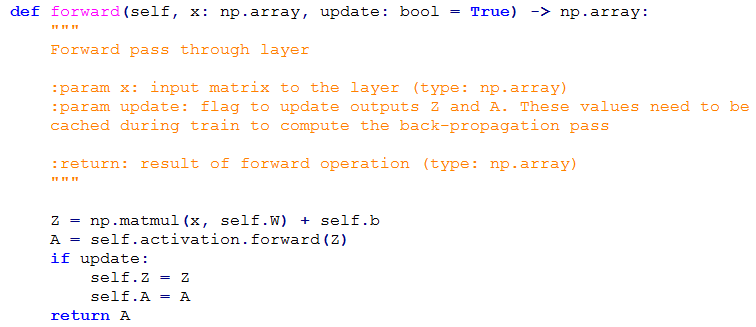 def forward(self, x: np.array, update: bool = True) -> np.array:
    """
    Forward pass through layer

    :param x: input matrix to the layer (type: np.array)
    :param update: flag to update outputs Z and A. These values need to be
    cached during train to compute the back-propagation pass

    :return: result of forward operation (type: np.array)
    """

    Z = np.matmul(x, self.W) + self.b
    A = self.activation.forward(Z)
    if update:
        self.Z = Z
        self.A = A
    return A